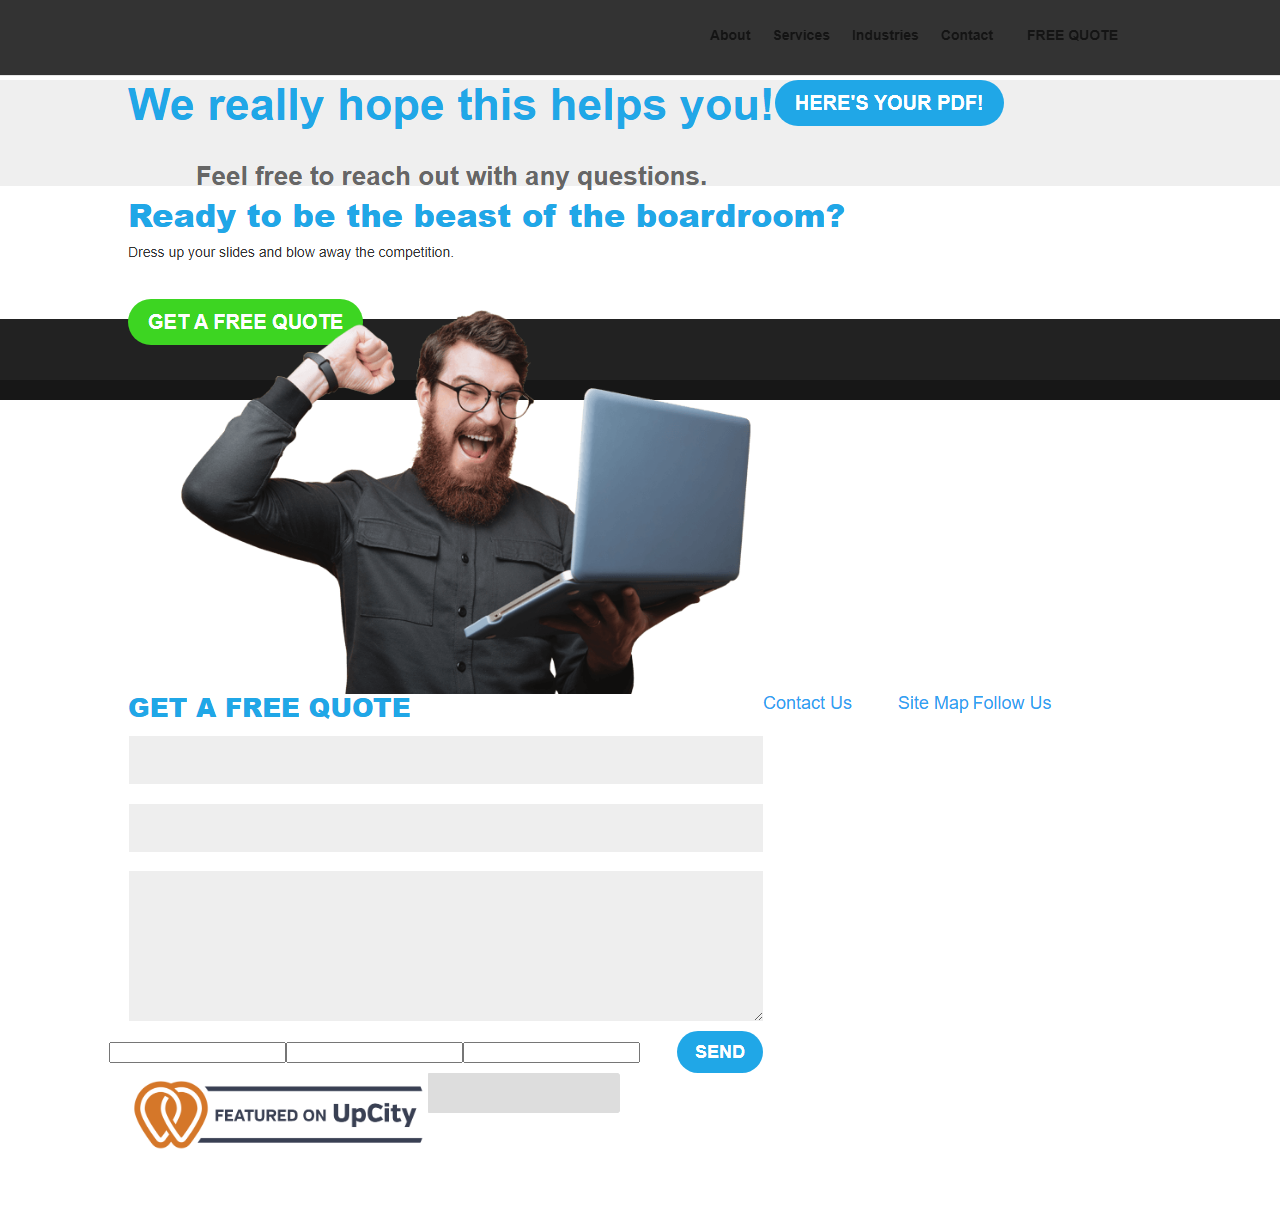 About Services Industries Contact FREE QUOTE
We really hope this helps you!
HERE'S YOUR PDF!
Feel free to reach out with any questions.
Ready to be the beast of the boardroom?
Dress up your slides and blow away the competition.
GET A FREE QUOTE
GET A FREE QUOTE
Contact Us
Site Map
Follow Us
SEND
FEATURED ON UpCity